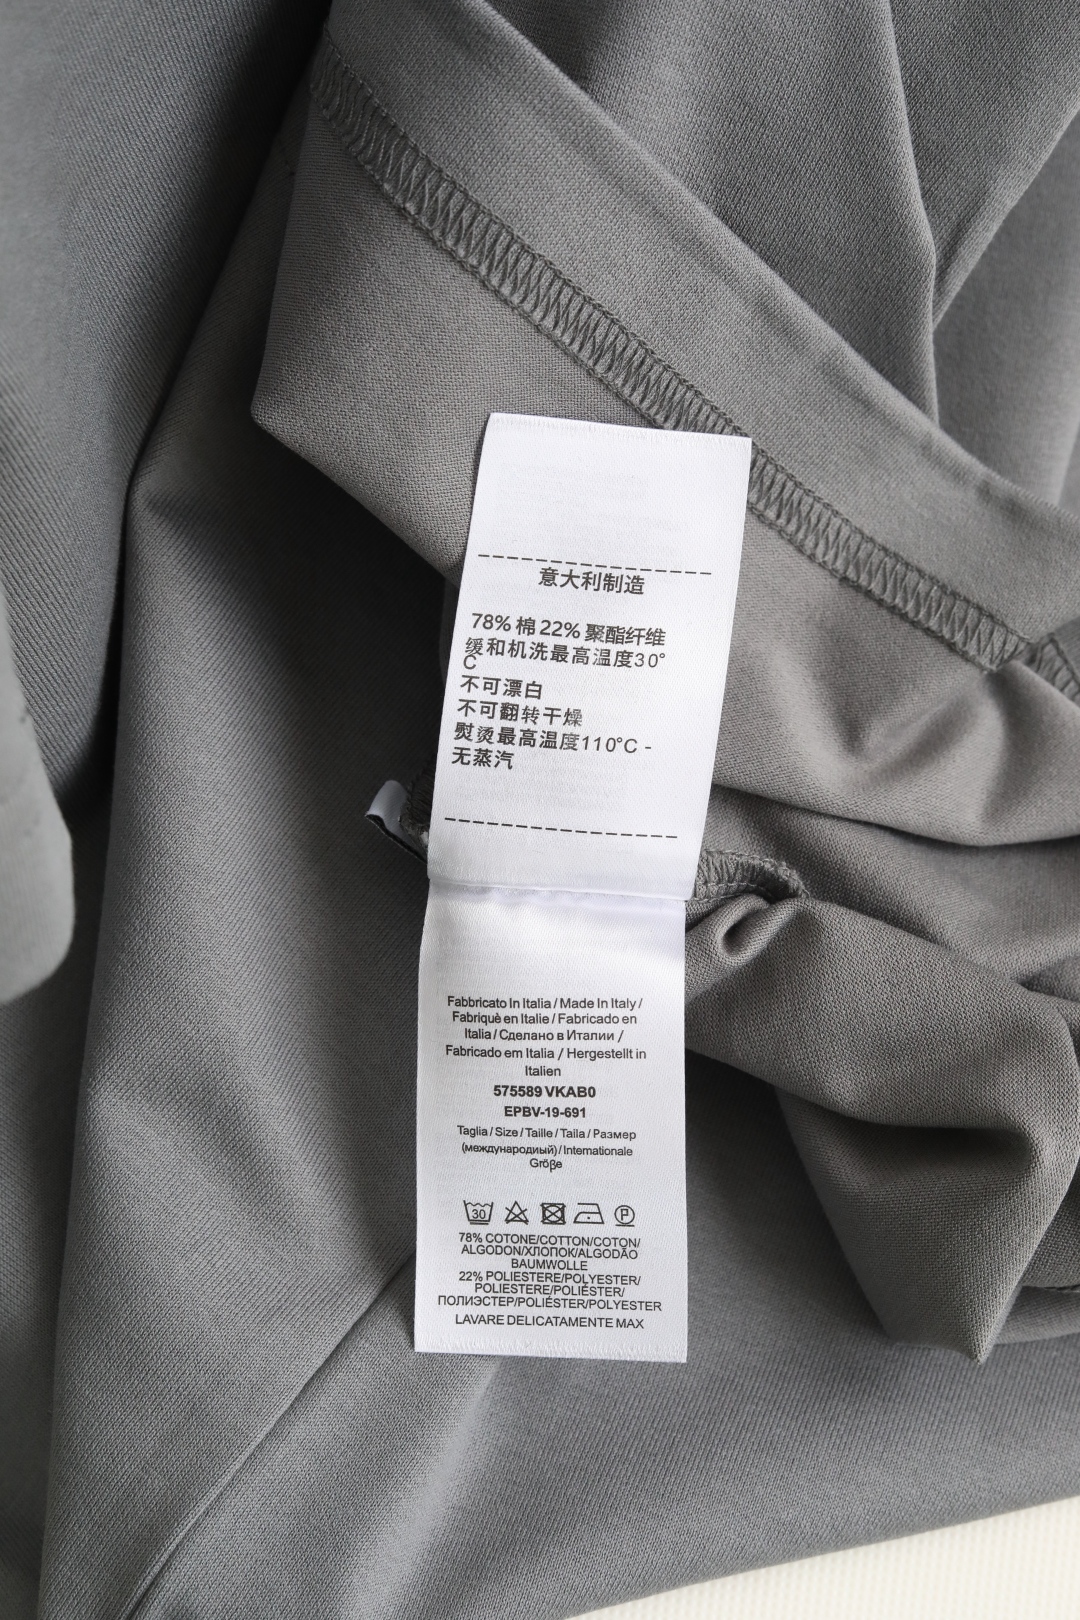 意大利制造
78% 棉 22% 聚酯纤维
缓和机洗最高温度30°
C
不可漂白
不可翻转干燥
熨烫最高温度110°C -
无蒸汽
Fabbricato In Italia / Made In Italy /
Fabriquè en Italie / Fabricado en
Italia / Сделано в Италии /
Fabricado em Italia / Hergestellt in
Italien
575589 VKAB0
EPBV-19-691
Taglia / Size / Taille / Taila / Размер
(международный) / Internationale
Größe
30
P
78% COTONE/COTTON/COTON/
ALGODON/ХЛОПОК/ALGODÃO
BAUMWOLLE
22% POLIESTERE/POLYESTER/
POLIESTERE/POLIÉSTER/
ПОЛИЭСТЕР/POLIÉSTER/POLYESTER
LAVARE DELICATAMENTE MAX